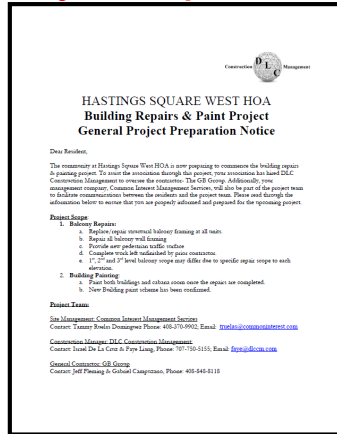 Construction D L C Management
HASTINGS SQUARE WEST HOA
Building Repairs & Paint Project
General Project Preparation Notice
Dear Resident,
The community at Hastings Square West HOA is now preparing to commence the building repairs
& painting project. To assist the association through this project, your association has hired DLC
Construction Management to oversee the contractor- The GB Group. Additionally, your
management company, Common Interest Management Services, will also be part of the project team
to facilitate communications between the residents and the project team. Please read through the
information below to ensure that you are properly informed and prepared for the upcoming project.
Project Scope:
1. Balcony Repairs:
a. Replace/repair structural balcony framing at all units.
b. Repair all balcony wall framing
c. Provide new pedestrian traffic surface
d. Complete work left unfinished by prior contractor
e. 1st, 2nd and 3rd level balcony scope may differ due to specific repair scope to each
elevation.
2. Building Painting:
a. Paint both buildings and cabana room once the repairs are completed.
b. New Building paint scheme has been confirmed.
Project Team:
Site Management: Common Interest Management Services
Contact: Tammy Ruelas Dominguez Phone: 408-370-9902; Email: truelas@commoninterest.com
Construction Manager: DLC Construction Management:
Contact: Israel De La Cruz & Faye Liang, Phone: 707-750-5155; Email: faye@dlccm.com
General Contractor: GB Group
Contact: Jeff Fleming & Gabriel Campozano, Phone: 408-848-8118